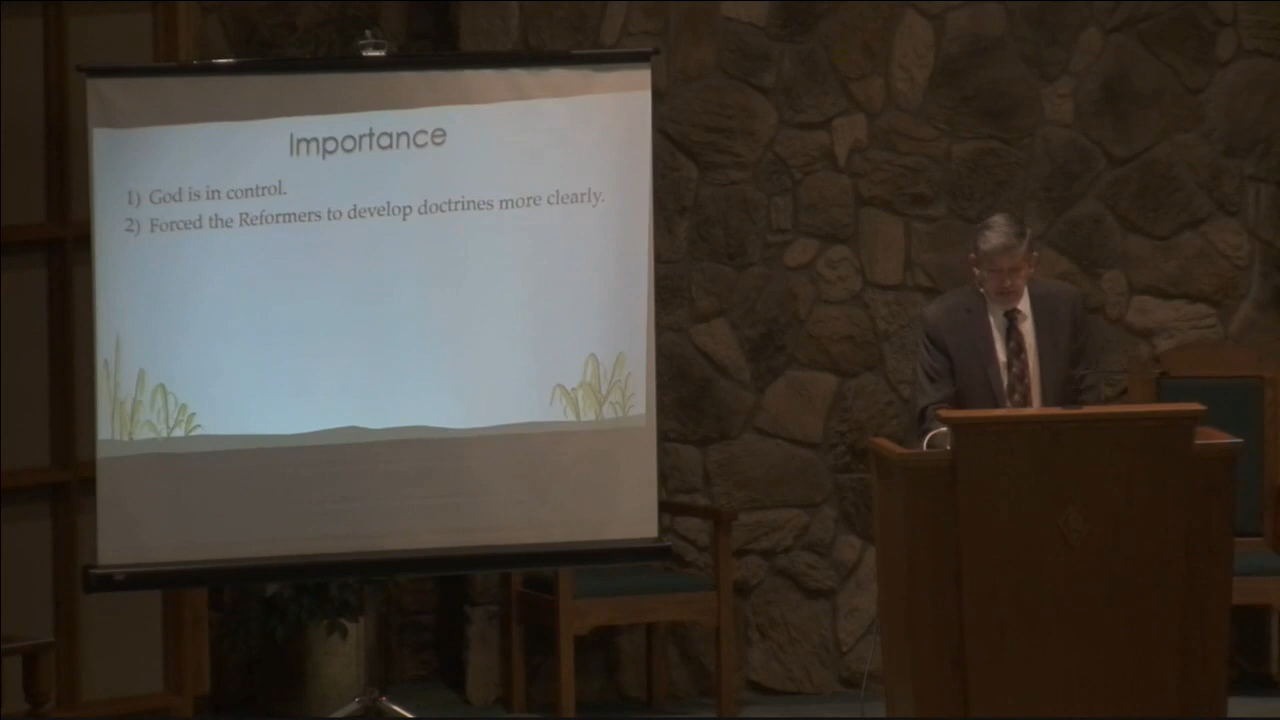 Importance
1) God is in control.
2) Forced the Reformers to develop doctrines more clearly.